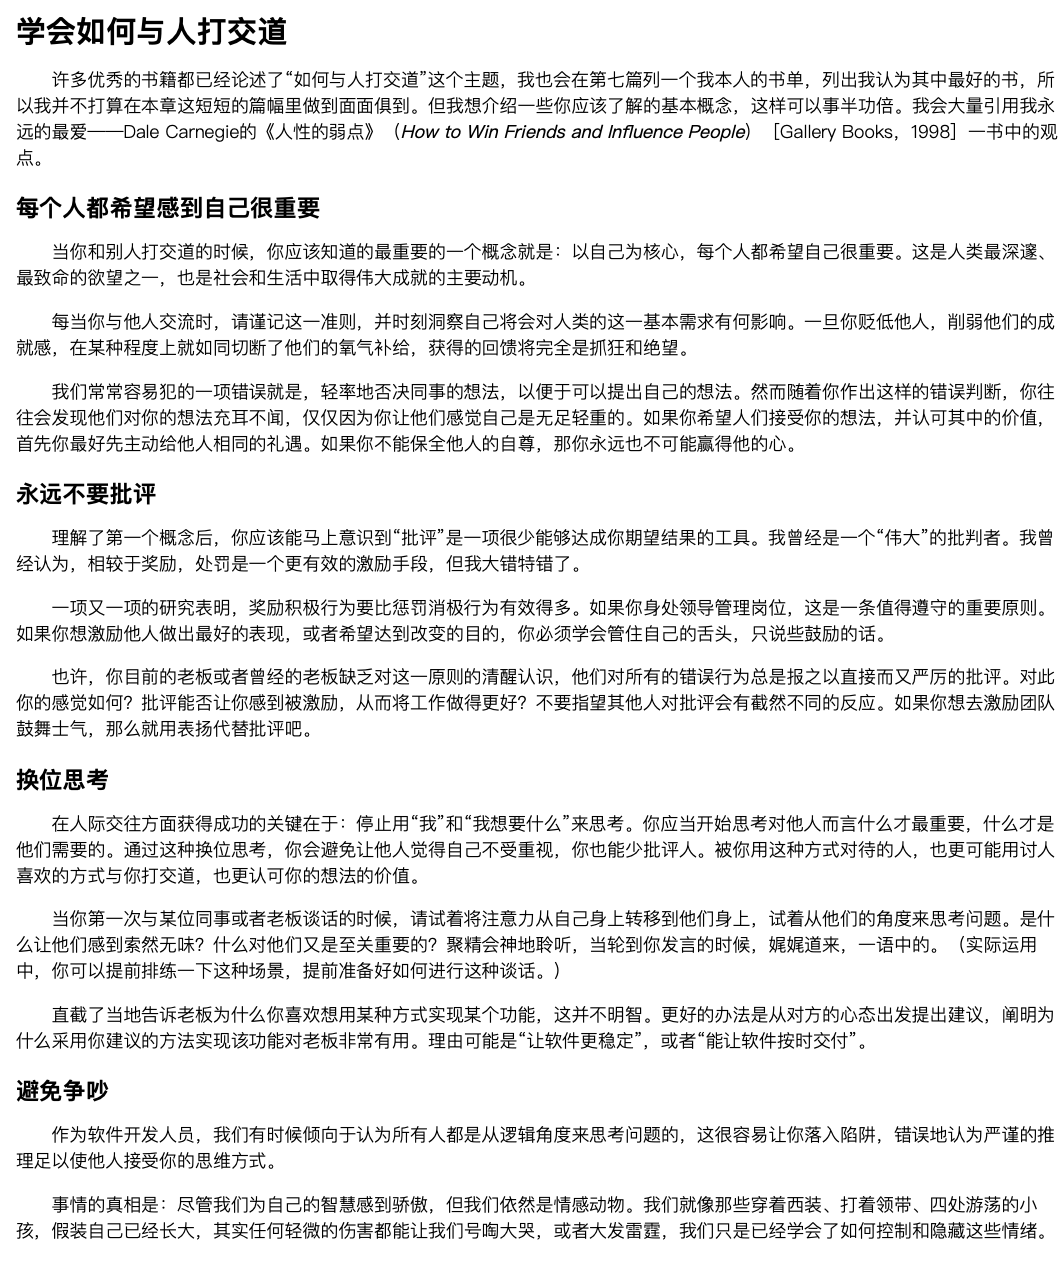 学会如何与人打交道
许多优秀的书籍都已经论述了“如何与人打交道”这个主题，我也会在第七篇列一个我本人的书单，列出我认为其中最好的书，所
以我并不打算在本章这短短的篇幅里做到面面俱到。但我想介绍一些你应该了解的基本概念，这样可以事半功倍。我会大量引用我永
远的最爱——Dale Carnegie的《人性的弱点》（How to Win Friends and Influence People）［Gallery Books，1998］一书中的观
点。
每个人都希望感到自己很重要
当你和别人打交道的时候，你应该知道的最重要的一个概念就是：以自己为核心，每个人都希望自己很重要。这是人类最深邃、
最致命的欲望之一，也是社会和生活中取得伟大成就的主要动机。
每当你与他人交流时，请谨记这一准则，并时刻洞察自己将会对人类的这一基本需求有何影响。一旦你贬低他人，削弱他们的成
就感，在某种程度上就如同切断了他们的氧气补给，获得的回馈将完全是抓狂和绝望。
我们常常容易犯的一项错误就是，轻率地否决同事的想法，以便于可以提出自己的想法。然而随着你作出这样的错误判断，你往
往会发现他们对你的想法充耳不闻，仅仅因为你让他们感觉自己是无足轻重的。如果你希望人们接受你的想法，并认可其中的价值，
首先你最好先主动给他人相同的礼遇。如果你不能保全他人的自尊，那你永远也不可能赢得他的心。
永远不要批评
理解了第一个概念后，你应该能马上意识到“批评”是一项很少能够达成你期望结果的工具。我曾经是一个“伟大”的批判者。我曾
经认为，相较于奖励，处罚是一个更有效的激励手段，但我大错特错了。
一项又一项的研究表明，奖励积极行为要比惩罚消极行为有效得多。如果你身处领导管理岗位，这是一条值得遵守的重要原则。
如果你想激励他人做出最好的表现，或者希望达到改变的目的，你必须学会管住自己的舌头，只说些鼓励的话。
也许，你目前的老板或者曾经的老板缺乏对这一原则的清醒认识，他们对所有的错误行为总是报之以直接而又严厉的批评。对此
你的感觉如何？批评能否让你感到被激励，从而将工作做得更好？不要指望其他人对批评会有截然不同的反应。如果你想去激励团队
鼓舞士气，那么就用表扬代替批评吧。
换位思考
在人际交往方面获得成功的关键在于：停止用“我”和“我想要什么”来思考。你应当开始思考对他人而言什么才最重要，什么才是
他们需要的。通过这种换位思考，你会避免让他人觉得自己不受重视，你也能少批评人。被你用这种方式对待的人，也更可能用讨人
喜欢的方式与你打交道，也更认可你的想法的价值。
当你第一次与某位同事或者老板谈话的时候，请试着将注意力从自己身上转移到他们身上，试着从他们的角度来思考问题。是什
么让他们感到索然无味？什么对他们又是至关重要的？聚精会神地聆听，当轮到你发言的时候，娓娓道来，一语中的。（实际运用
中，你可以提前排练一下这种场景，提前准备好如何进行这种谈话。）
直截了当地告诉老板为什么你喜欢想用某种方式实现某个功能，这并不明智。更好的办法是从对方的心态出发提出建议，阐明为
什么采用你建议的方法实现该功能对老板非常有用。理由可能是“让软件更稳定”，或者“能让软件按时交付”。
避免争吵
作为软件开发人员，我们有时候倾向于认为所有人都是从逻辑角度来思考问题的，这很容易让你落入陷阱，错误地认为严谨的推
理足以使他人接受你的思维方式。
事情的真相是：尽管我们为自己的智慧感到骄傲，但我们依然是情感动物。我们就像那些穿着西装、打着领带、四处游荡的小
孩，假装自己已经长大，其实任何轻微的伤害都能让我们号啕大哭，或者大发雷霆，我们只是已经学会了如何控制和隐藏这些情绪。